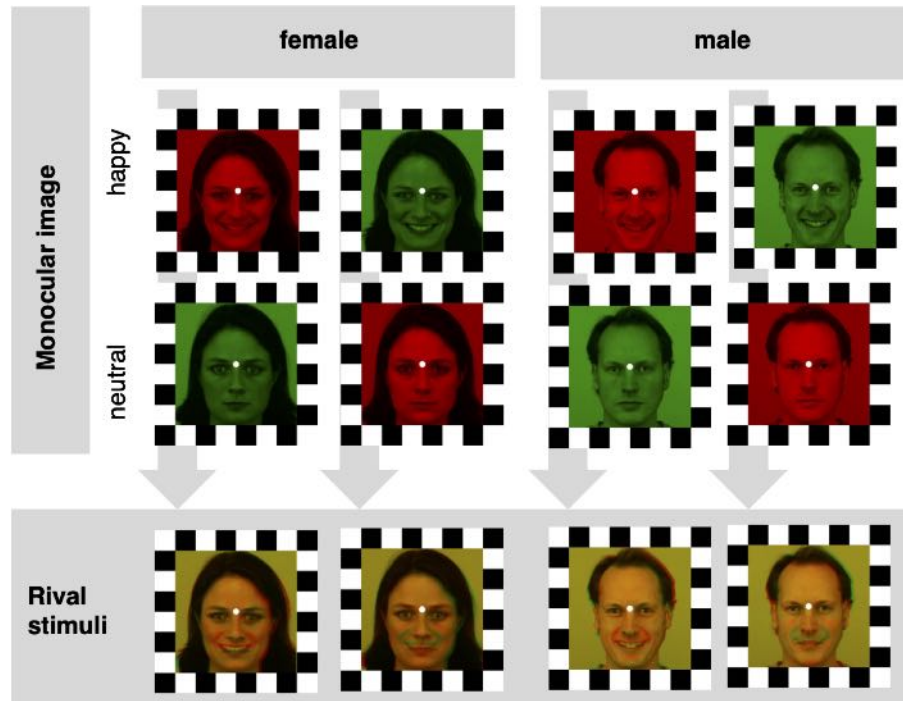 female
male
Monocular image
happy
neutral
Rival
stimuli